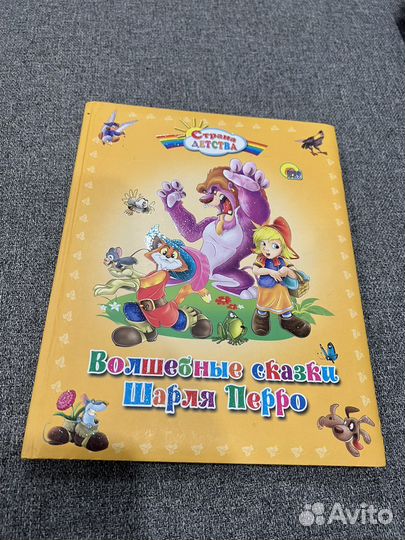 Страна
ДЕТСТВА
Волшебные сказки
Шарля Перро
Avito